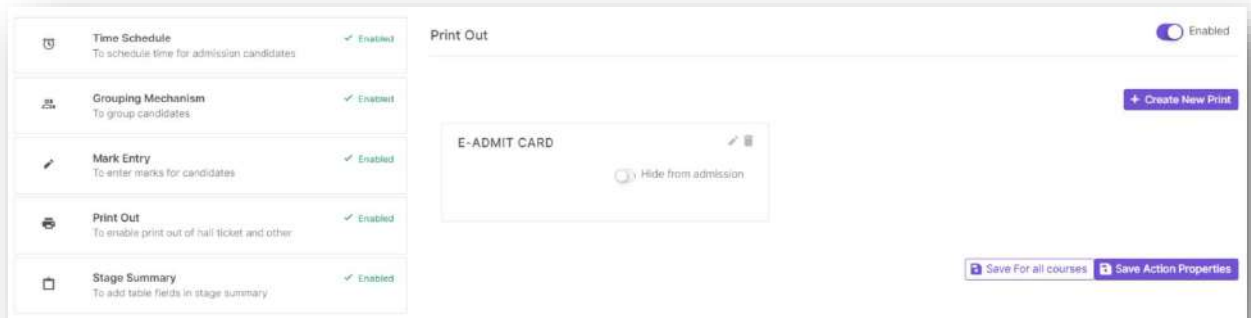 Time Schedule
✓ Enabled
To schedule time for admission candidates
Grouping Mechanism
✓ Enabled
To group candidates
Mark Entry
✓ Enabled
To enter marks for candidates
Print Out
✓ Enabled
To enable print out of hall ticket and other
Stage Summary
✓ Enabled
To add table fields in stage summary
Print Out
Enabled
+ Create New Print
E-ADMIT CARD
Hide from admission
Save For all courses
Save Action Properties